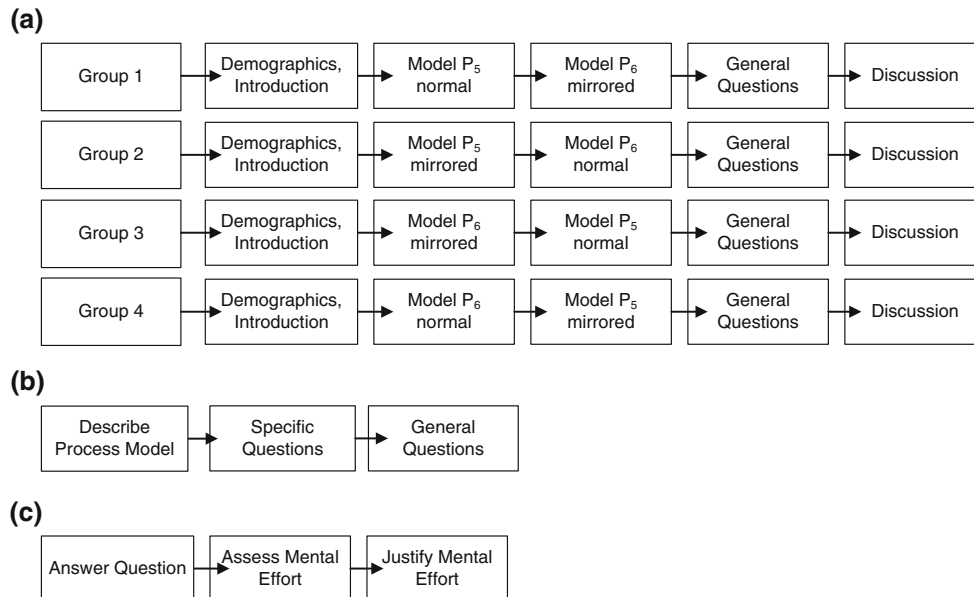 (a)
Group 1
Demographics,
Introduction
Model P5
normal
Model P6
mirrored
General
Questions
Discussion
Group 2
Demographics,
Introduction
Model P5
mirrored
Model P6
normal
General
Questions
Discussion
Group 3
Demographics,
Introduction
Model P6
mirrored
Model P5
normal
General
Questions
Discussion
Group 4
Demographics,
Introduction
Model P6
normal
Model P5
mirrored
General
Questions
Discussion
(b)
Describe
Process Model
Specific
Questions
General
Questions
(c)
Answer Question
Assess Mental
Effort
Justify Mental
Effort